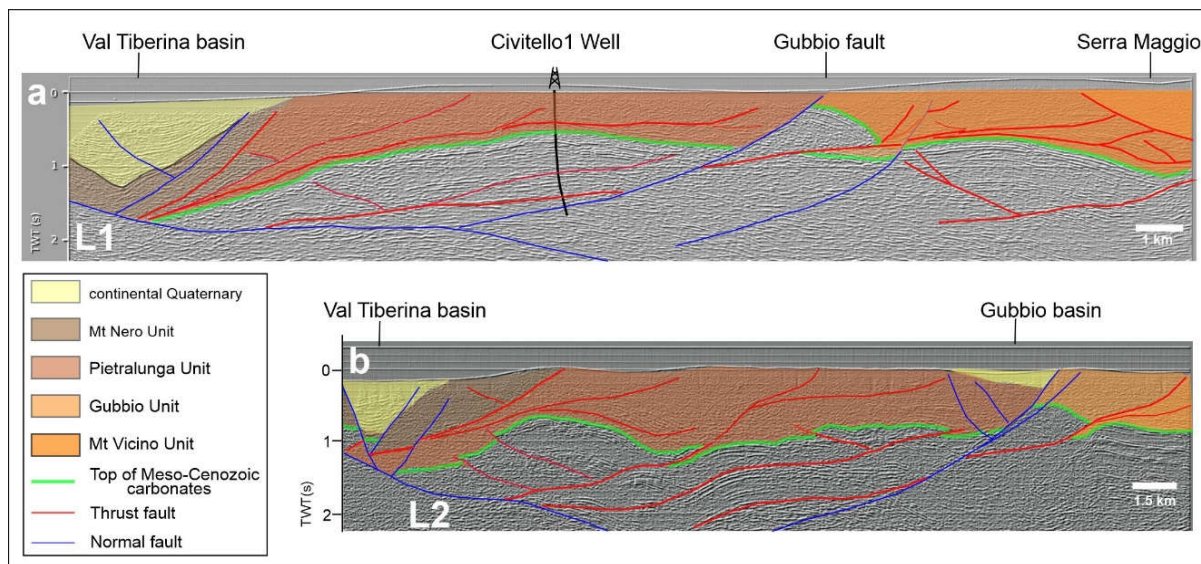 Val Tiberina basin
Civitello1 Well
Gubbio fault
Serra Maggio
a
0
1
2
TWT (s)
L1
1 km
continental Quaternary
Mt Nero Unit
Pietralunga Unit
Gubbio Unit
Mt Vicino Unit
Top of Meso-Cenozoic
carbonates
Thrust fault
Normal fault
Val Tiberina basin
Gubbio basin
b
0
1
2
TWT(s)
L2
1.5 km